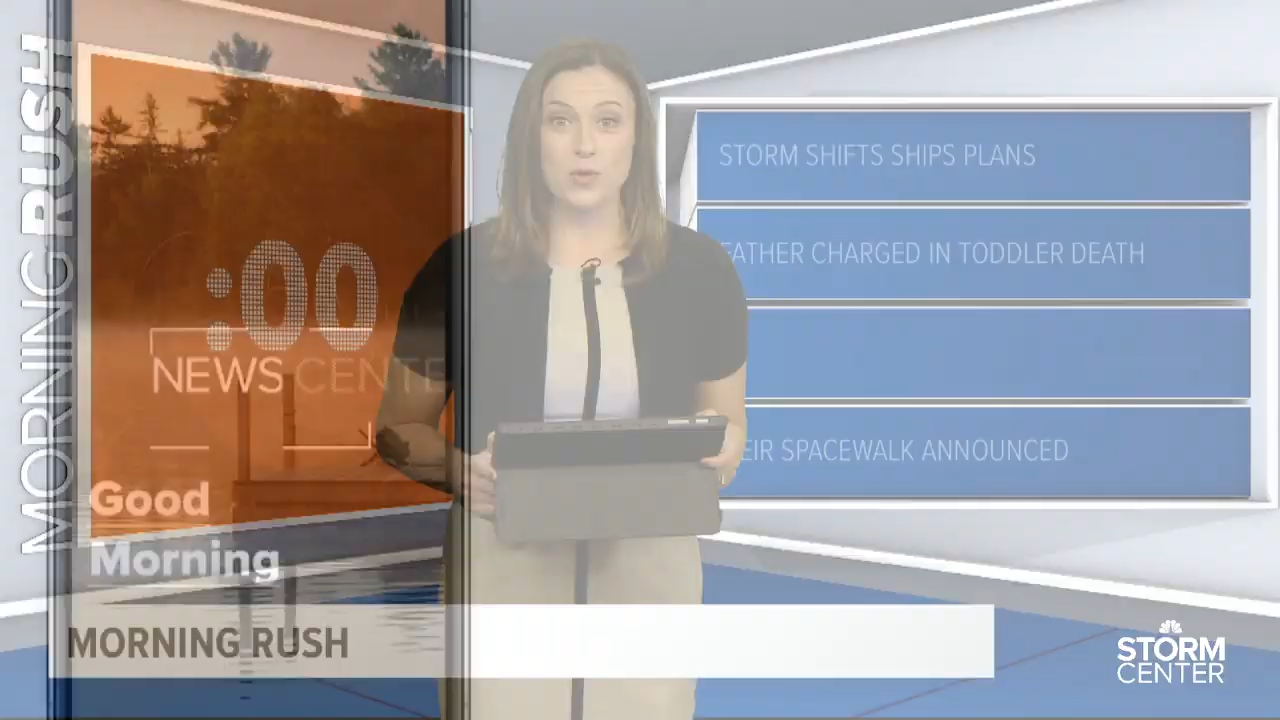 MORNING RUSH
:00
NEWS CENTE
Good
Morning
MORNING RUSH
STORM SHIFTS SHIPS PLANS
FATHER CHARGED IN TODDLER DEATH
EIR SPACEWALK ANNOUNCED
STORM
CENTER